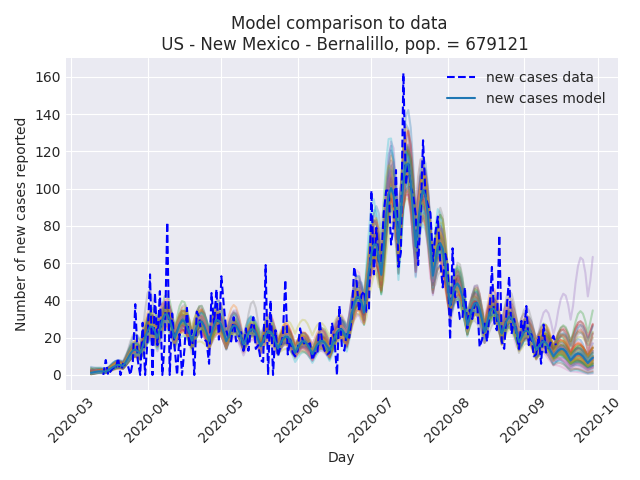 Model comparison to data
US - New Mexico - Bernalillo, pop. = 679121
new cases data
new cases model
Number of new cases reported
160
140
120
100
80
60
40
20
0
2020-03
2020-04
2020-05
2020-06
2020-07
2020-08
2020-09
2020-10
Day